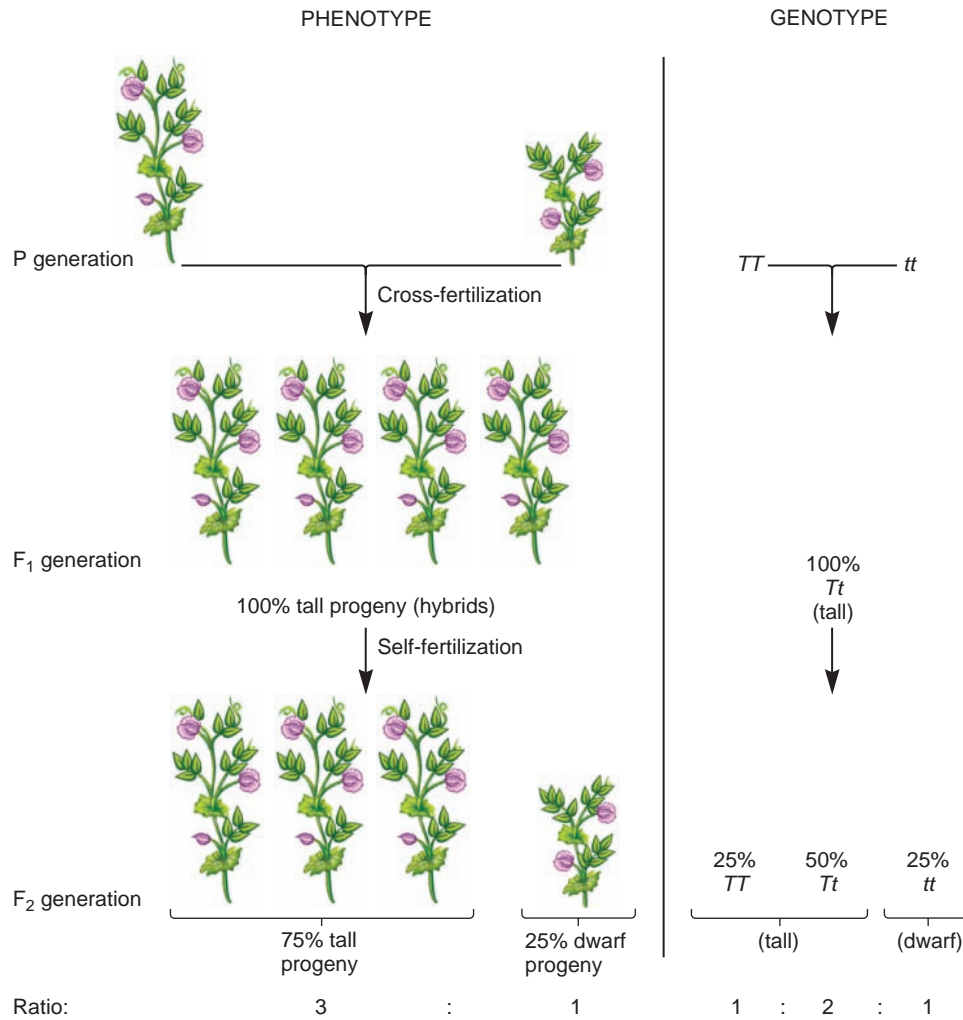 PHENOTYPE GENOTYPE
P generation TT tt
Cross-fertilization
F1 generation
100% tall progeny (hybrids)
100%
Tt
(tall)
Self-fertilization
F2 generation
25% 50% 25%
TT Tt tt
75% tall
progeny
25% dwarf
progeny
(tall) (dwarf)
Ratio: 3 : 1 1 : 2 : 1